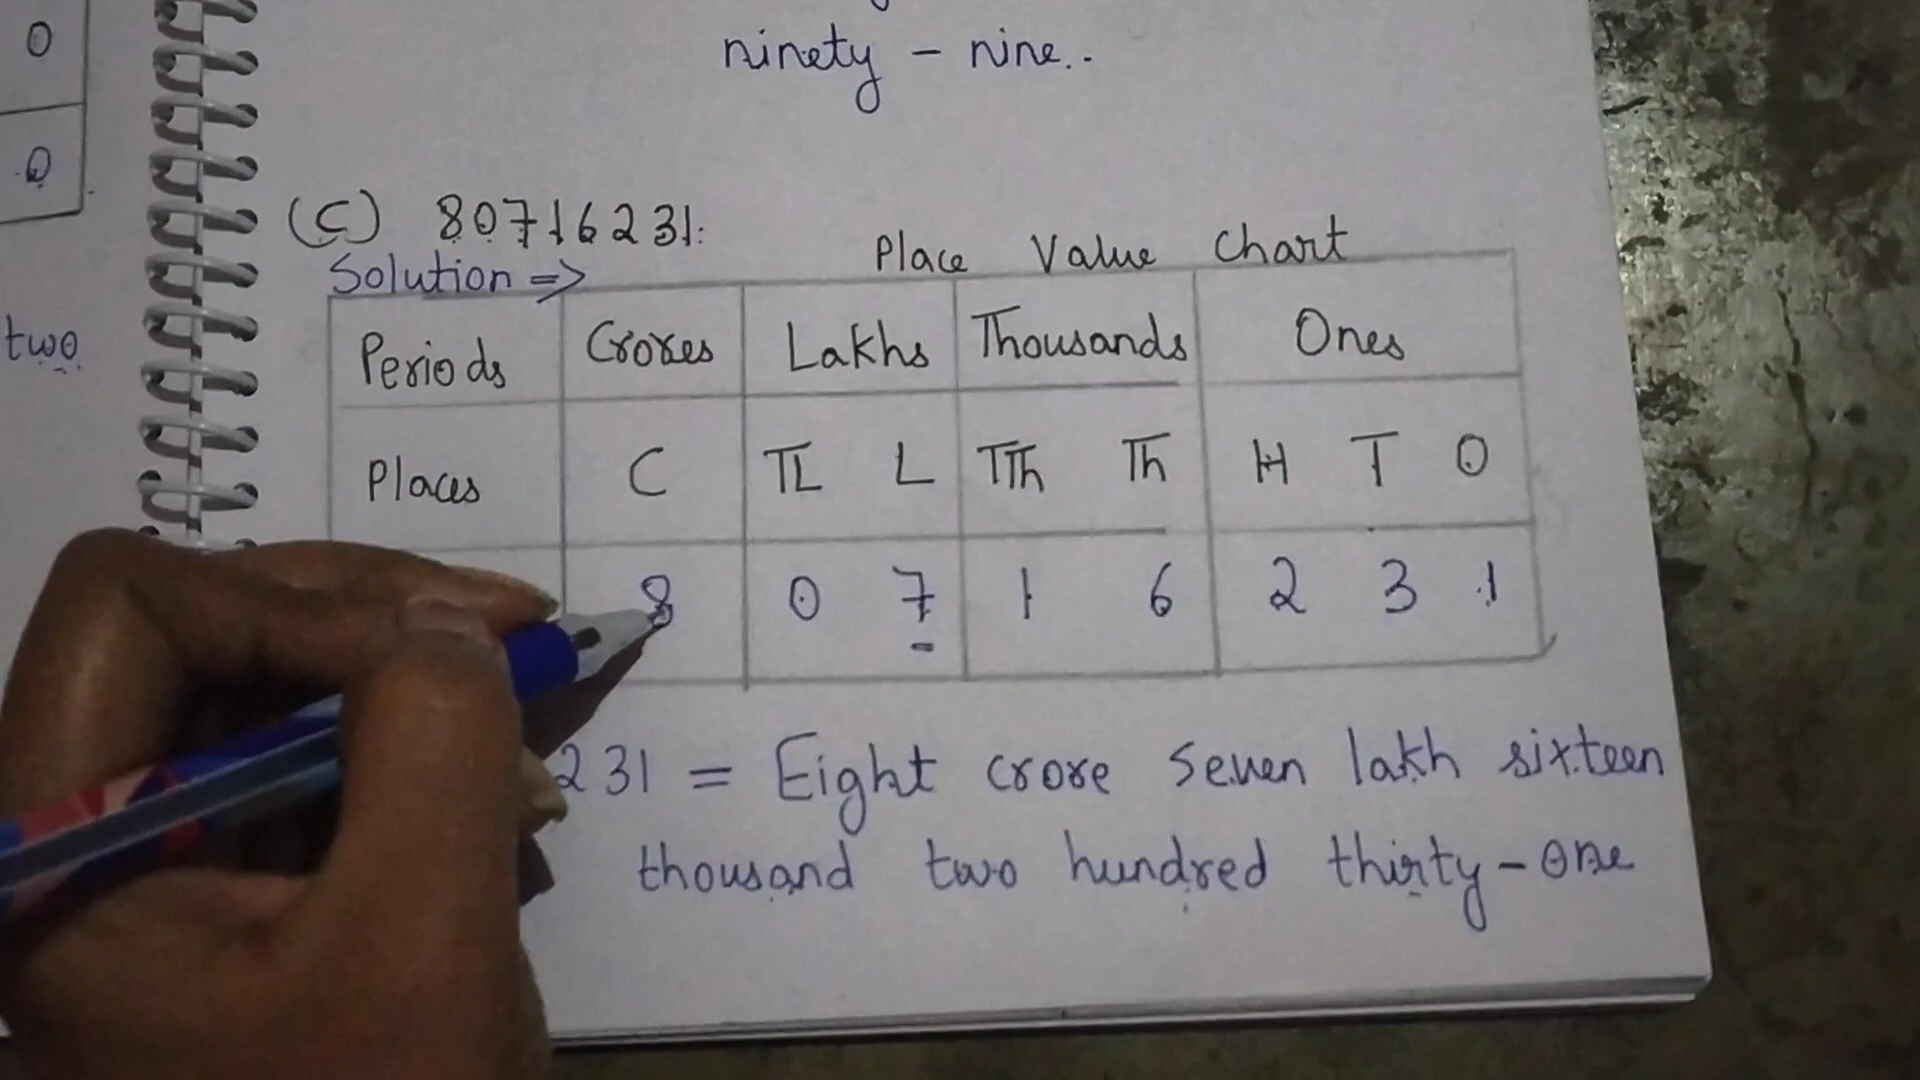 0
0
two
ninety - nine..
(C) 80716231:
Solution =>
Place Value Chart
Periods Crores Lakhs Thousands Ones
Places C TL L TTh Th H T O
8 0 7 1 6 2 3 1
231 = Eight crore seven lakh sixteen
thousand two hundred thirty-one